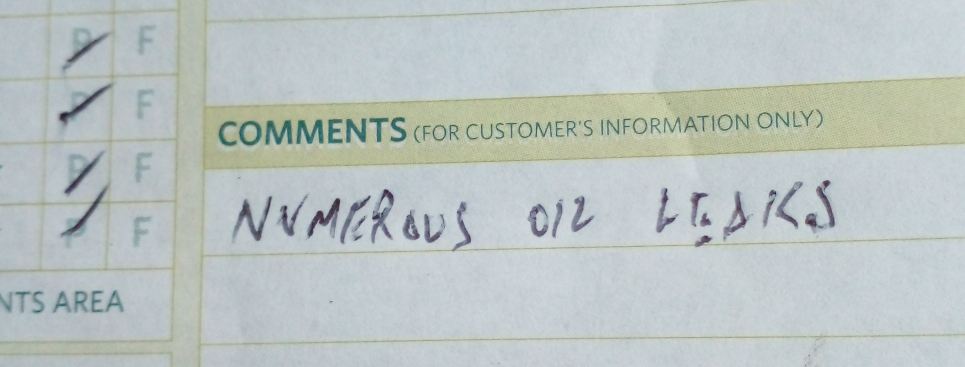 P F
P F
COMMENTS (FOR CUSTOMER'S INFORMATION ONLY)
P F
NUMEROUS OIL LEAKS
P F
NTS AREA